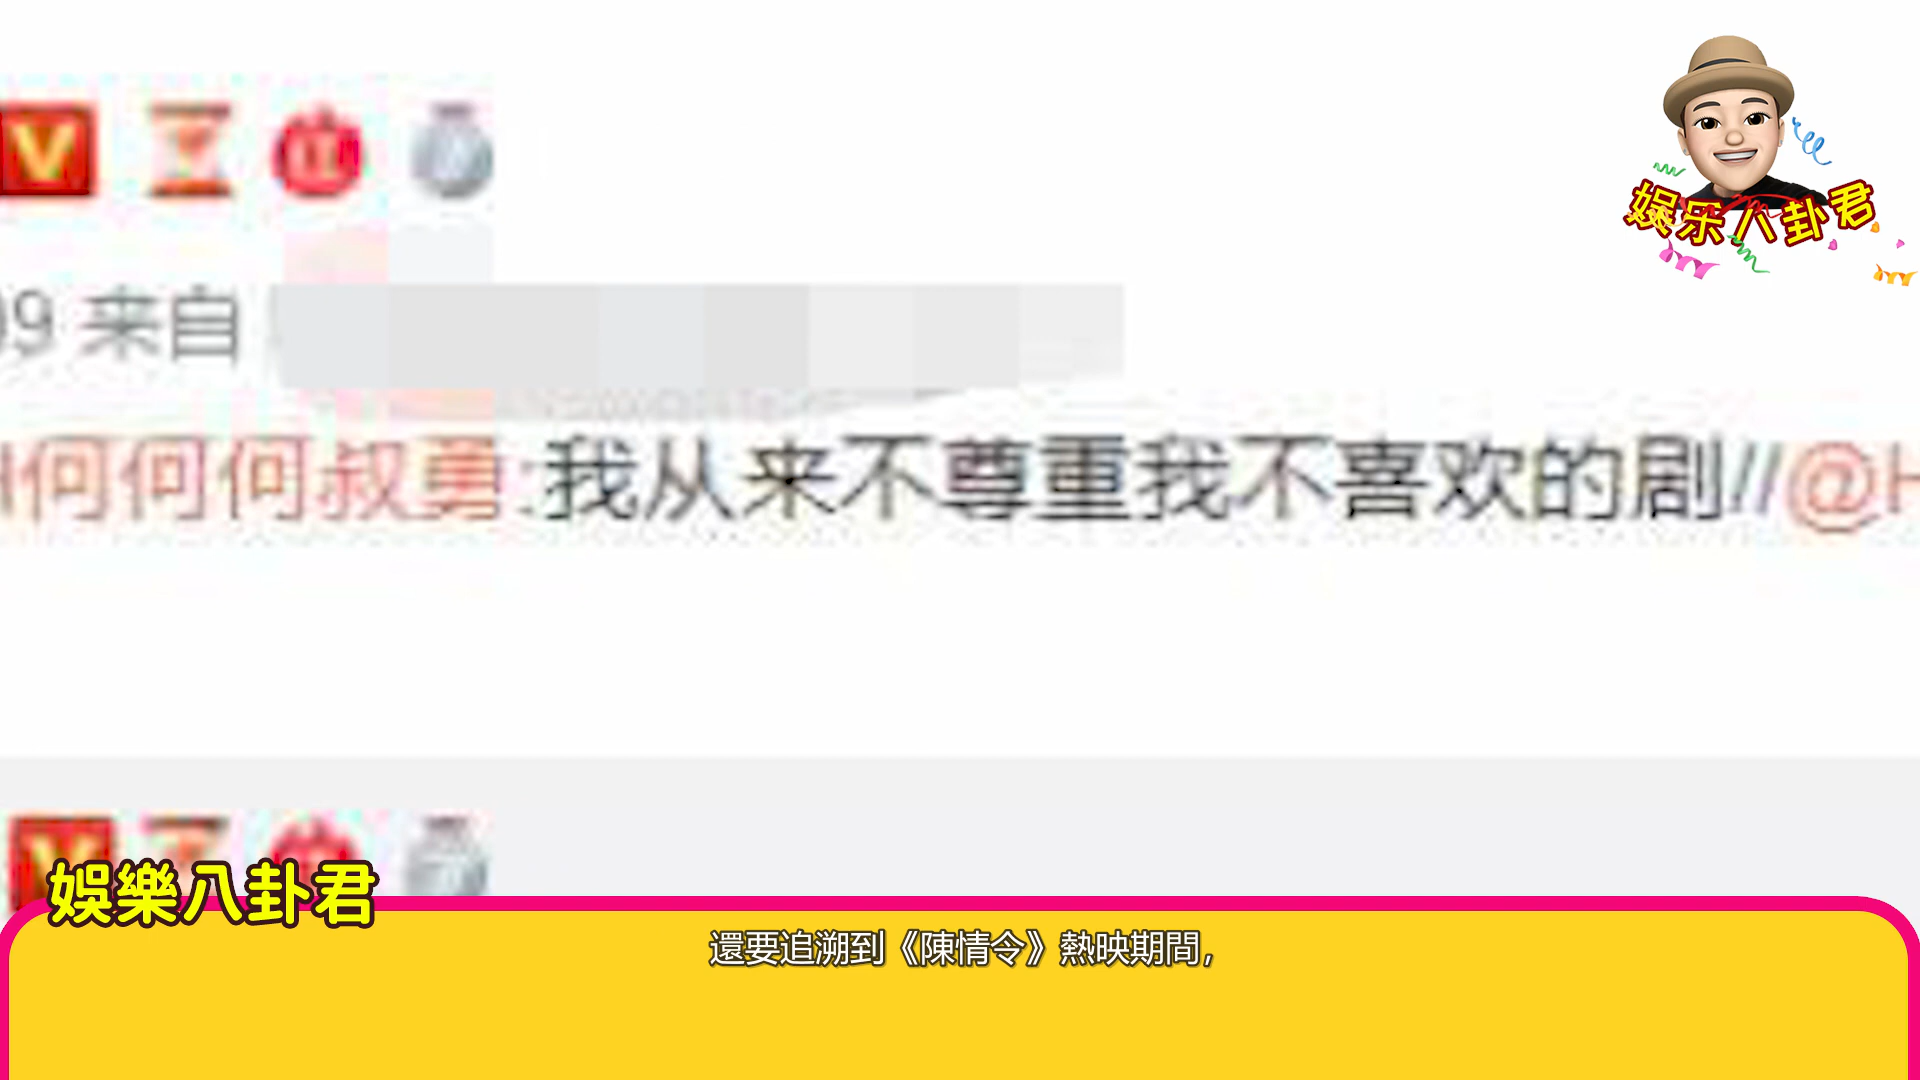 娱乐八卦君
09 来自
何何何叔勇:我从来不尊重我不喜欢的剧//@H
娛樂八卦君
還要追溯到《陳情令》熱映期間，